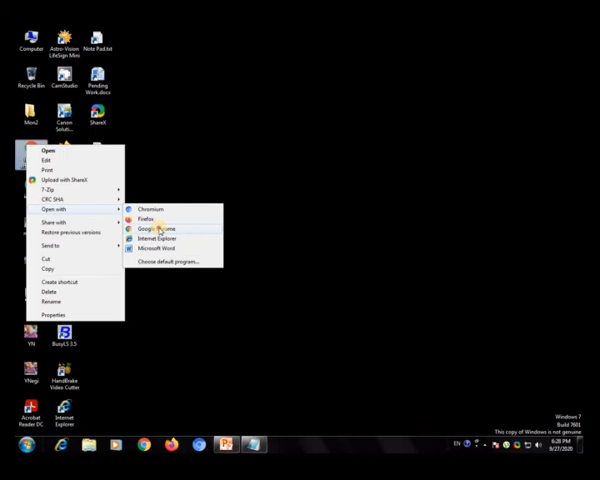 Computer
Astro-Vision
LifeSign Mini
Note Pad.txt
Recycle Bin
CamStudio
Pending
Work.docx
Mon2
Canon
Soluti...
ShareX
Open
Edit
Print
Upload with ShareX
7-Zip
CRC SHA
Open with
Share with
Restore previous versions
Send to
Cut
Copy
Create shortcut
Delete
Rename
Properties
Chromium
Firefox
Google Chrome
Internet Explorer
Microsoft Word
Choose default program...
YN
BusyLS 3.5
YNegi
HandBrake
Video Cutter
Acrobat
Reader DC
Internet
Explorer
Windows 7
Build 7601
This copy of Windows is not genuine
EN
6:28 PM
9/27/2020